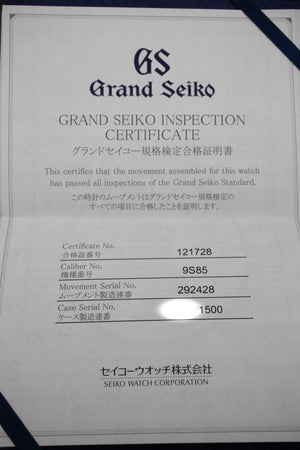 GS
Grand Seiko
GRAND SEIKO INSPECTION
CERTIFICATE
グランドセイコー規格検定合格証明書
This certifies that the movement assembled for this watch
has passed all inspections of the Grand Seiko Standard.
この時計のムーブメントはグランドセイコー規格検定の
すべての項目に合格したことを証明します。
Certificate No.
合格証番号 121728
Caliber No.
機種番号 9S85
Movement Serial No.
ムーブメント製造連番 292428
Case Serial No.
ケース製造連番 1500
セイコーウオッチ株式会社
SEIKO WATCH CORPORATION